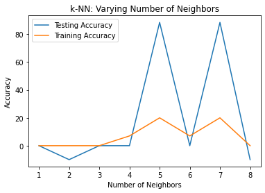 k-NN: Varying Number of Neighbors
Testing Accuracy
Training Accuracy
80
60
40
20
0
Accuracy
1 2 3 4 5 6 7 8
Number of Neighbors